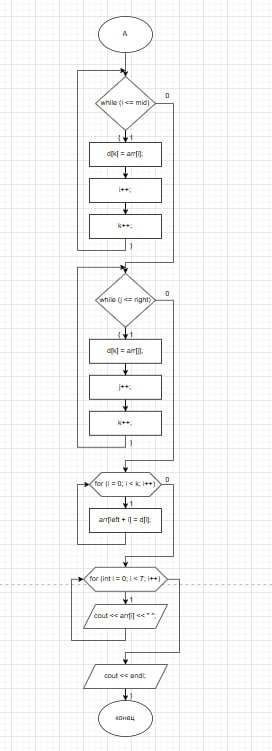 A
while (i <= mid)
0
{ 1
d[k] = arr[i];
i++;
k++;
}
while (j <= right)
0
{ 1
d[k] = arr[j];
j++;
k++;
}
for (i = 0; i < k; i++)
0
1
arr[left + i] = d[i];
for (int i = 0; i < 7; i++)
1
cout << arr[i] << " ";
cout << endl;
}
конец